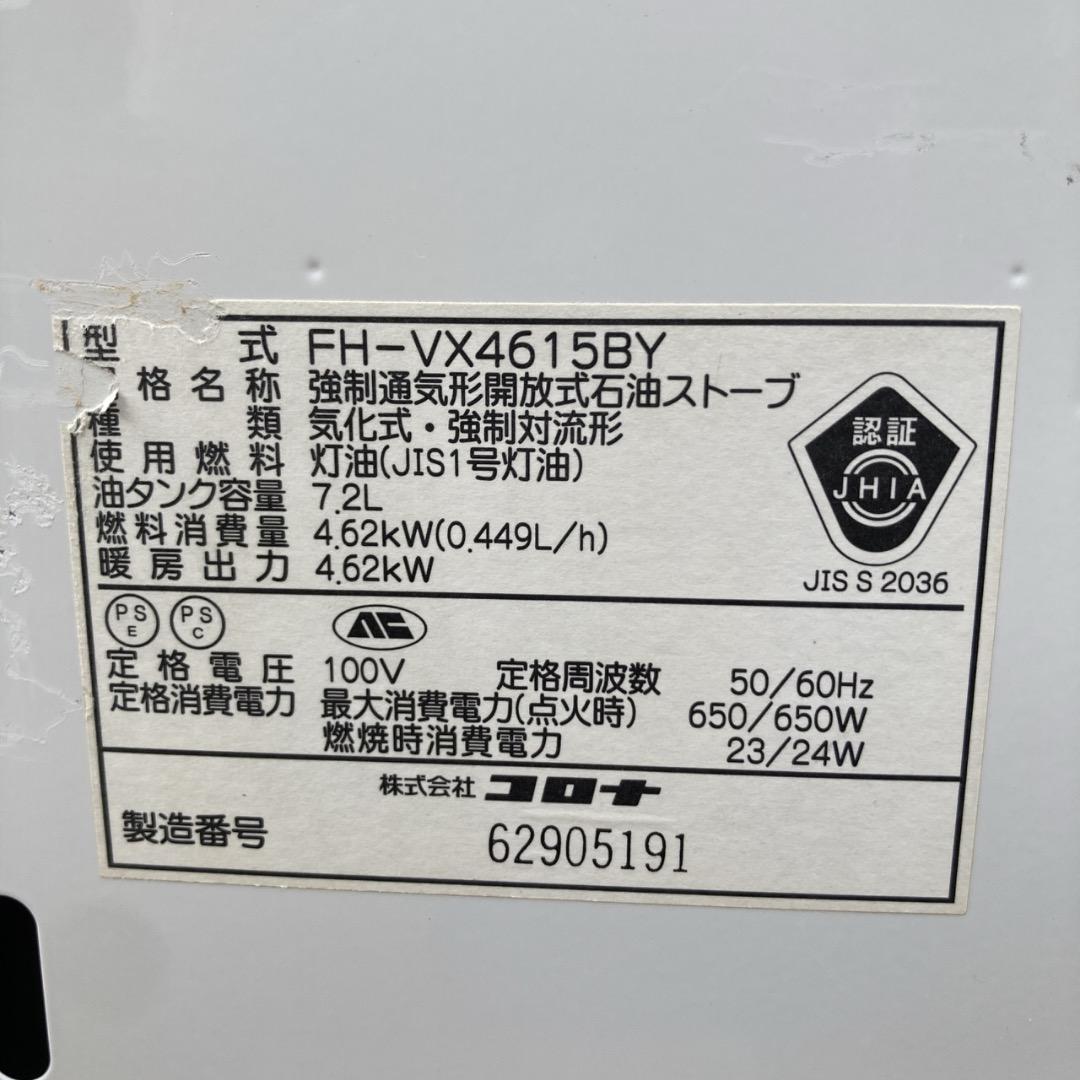 型式 FH-VX4615BY
格名称 強制通気形開放式石油ストーブ
種類 気化式・強制対流形
使用燃料 灯油(JIS1号灯油)
油タンク容量 7.2L
燃料消費量 4.62kW(0.449L/h)
暖房出力 4.62kW
認証
JHIA
JIS S 2036
PS E PS C
定格電圧 100V 定格周波数 50/60Hz
定格消費電力 最大消費電力(点火時) 650/650W
燃焼時消費電力 23/24W
株式会社 コロナ
製造番号 62905191